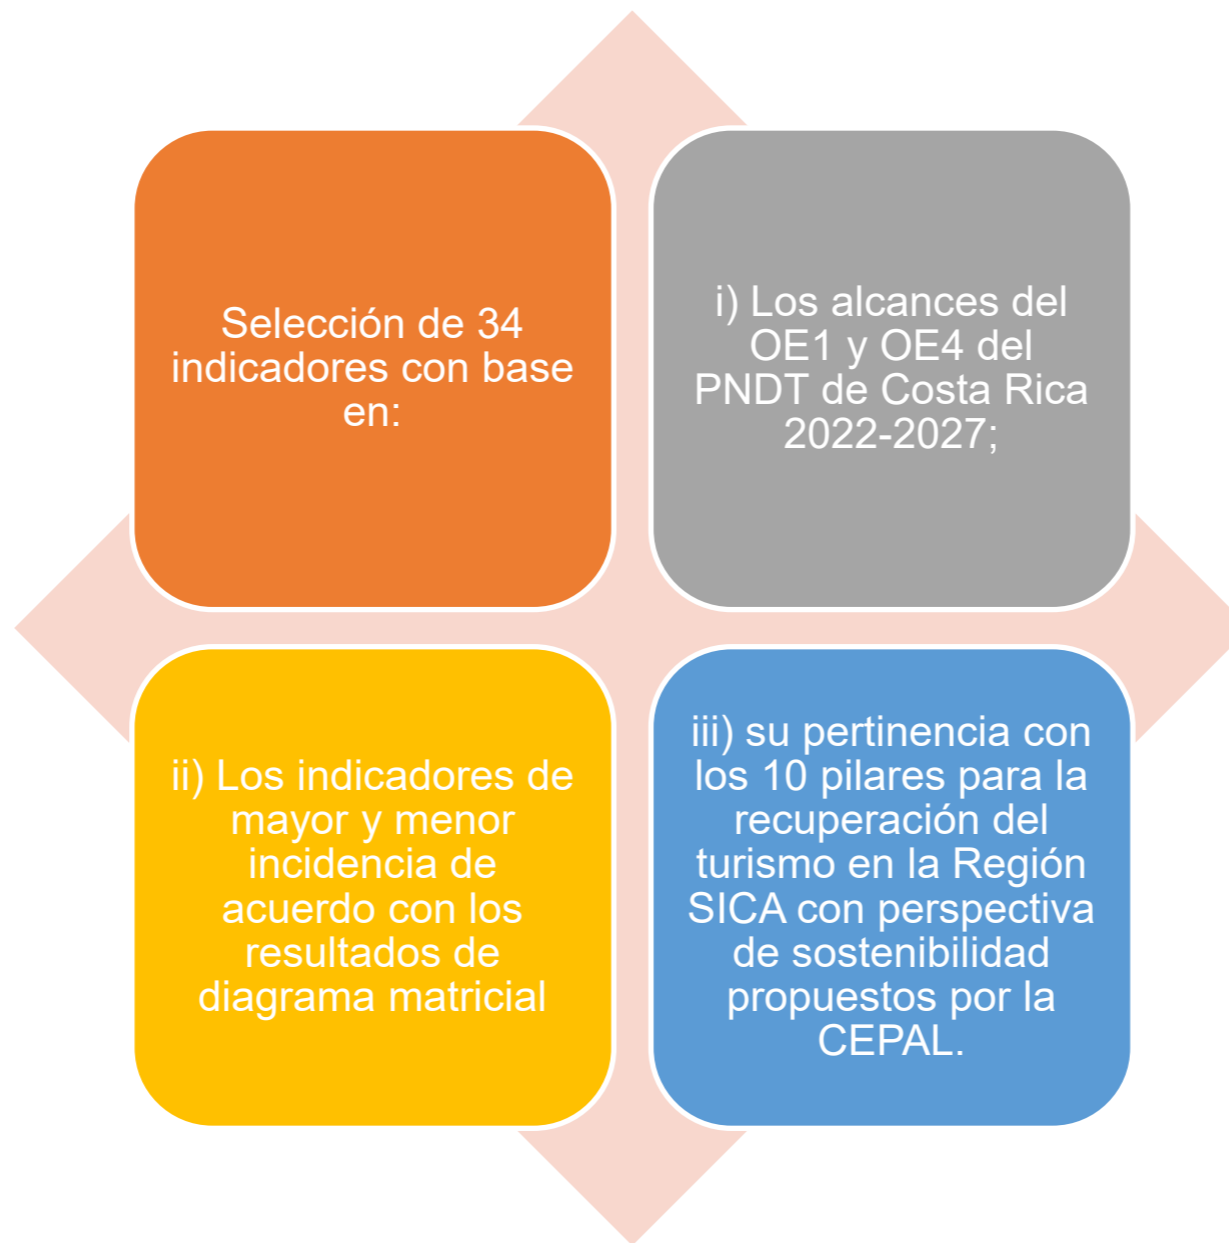 Selección de 34
indicadores con base
en:
i) Los alcances del
OE1 y OE4 del
PNDT de Costa Rica
2022-2027;
ii) Los indicadores de
mayor y menor
incidencia de
acuerdo con los
resultados de
diagrama matricial
iii) su pertinencia con
los 10 pilares para la
recuperación del
turismo en la Región
SICA con perspectiva
de sostenibilidad
propuestos por la
CEPAL.